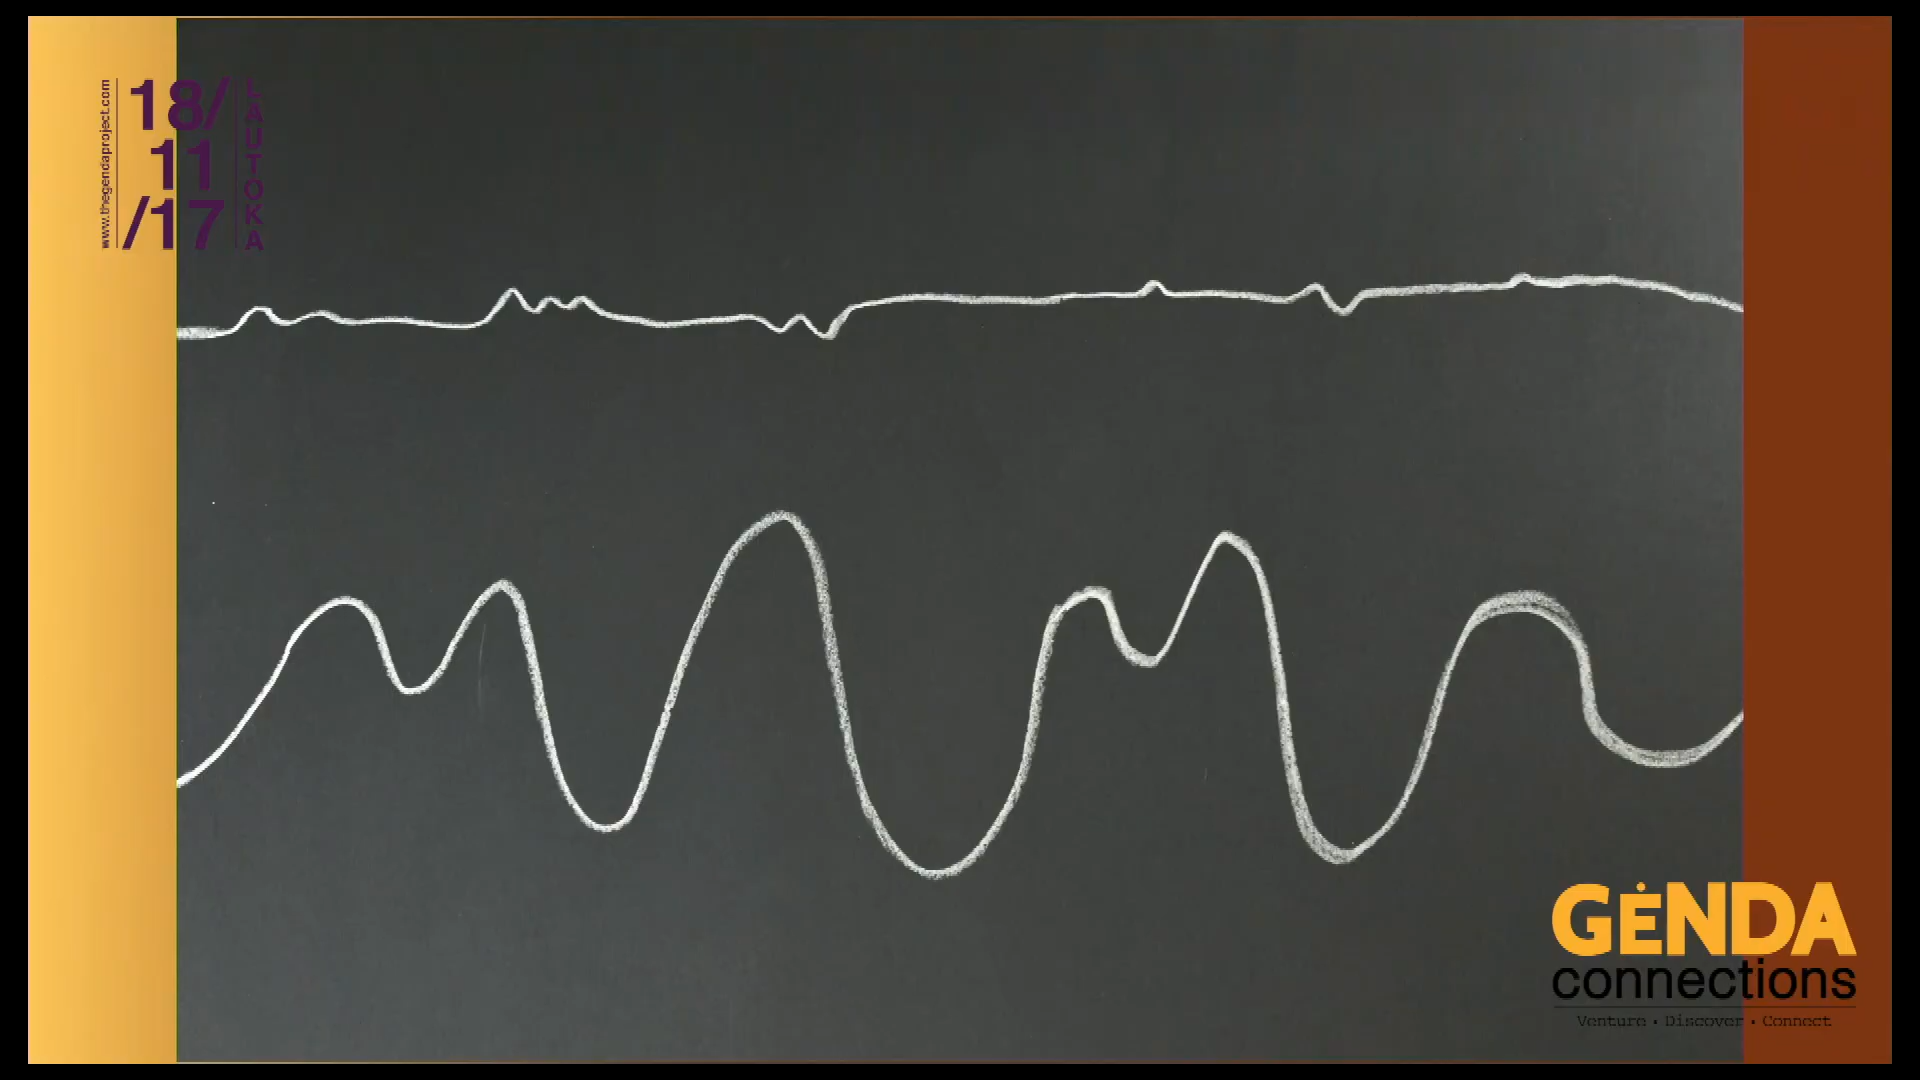 www.thegendaproject.com
18/
11
/17
LAUTOKA
GENDA
connections
Venture • Discover • Connect